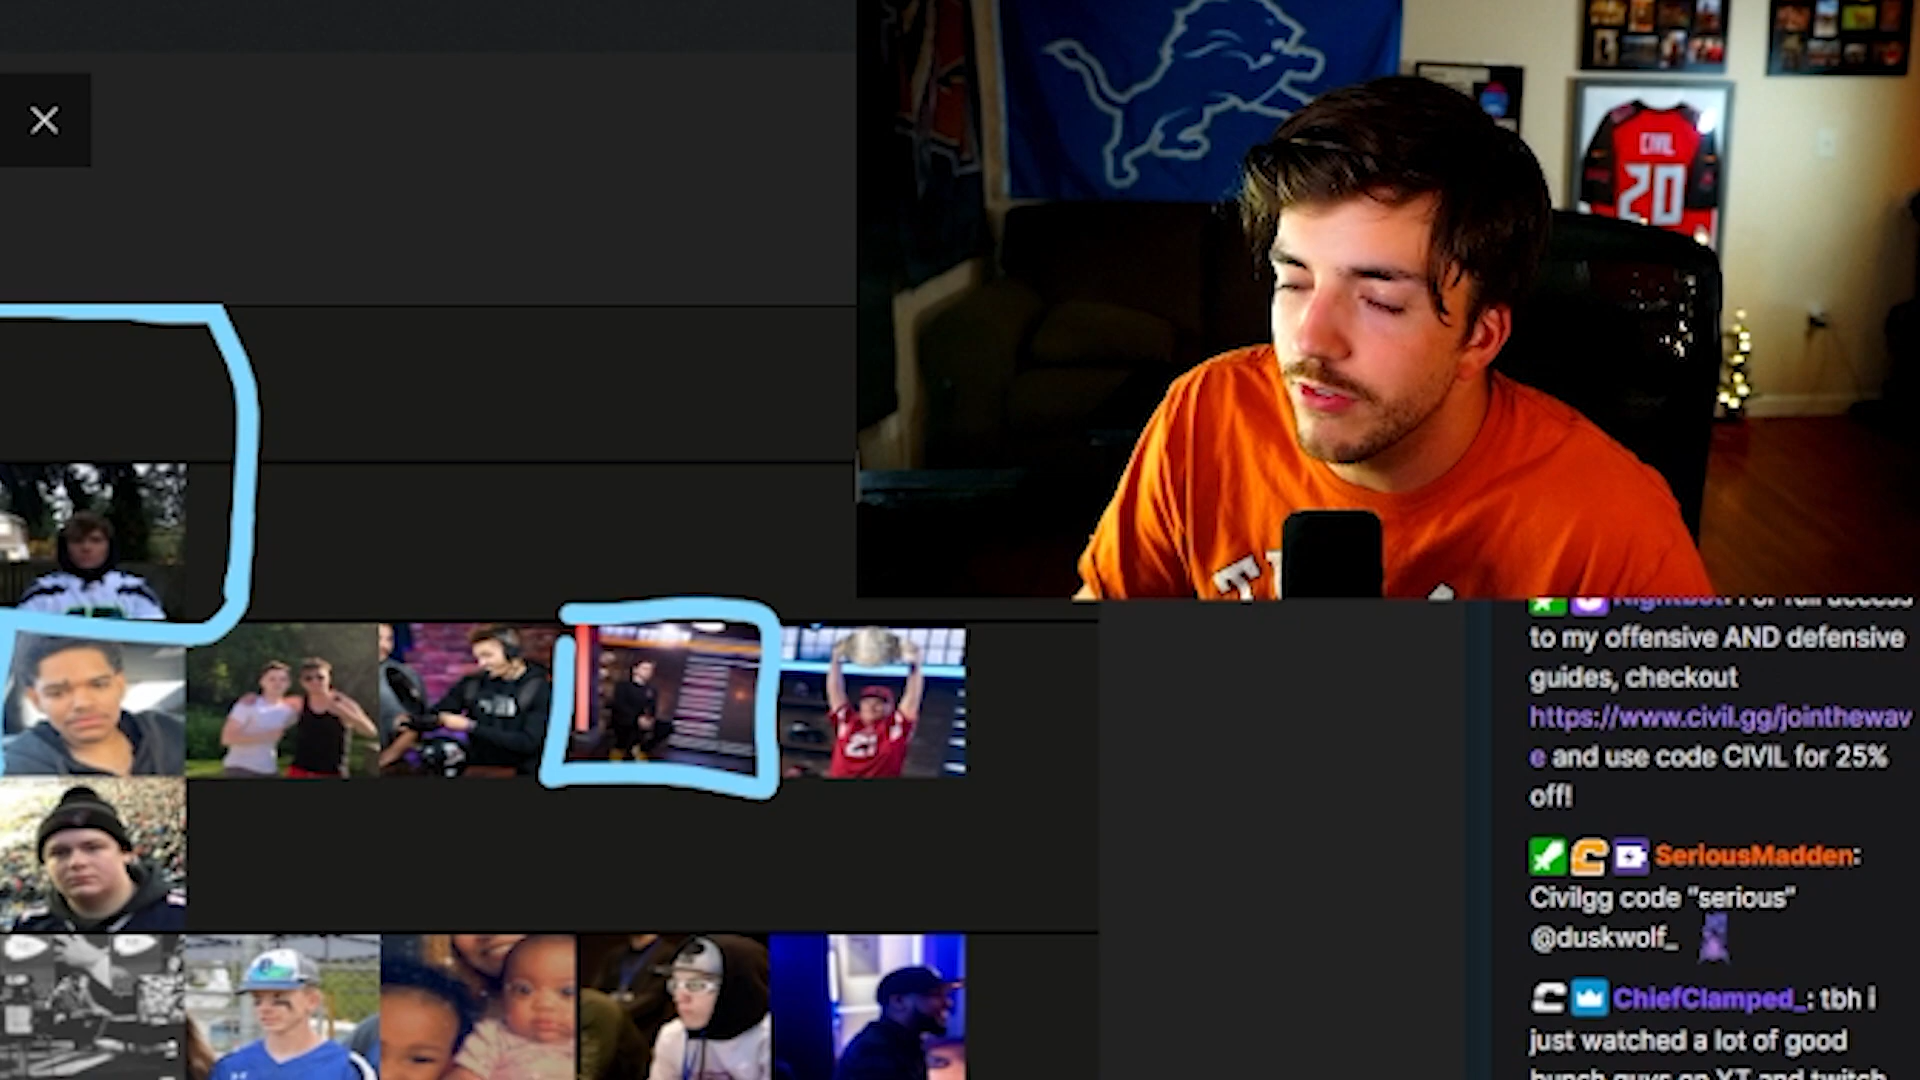 CIVIL
20
21
to my offensive AND defensive
guides, checkout
https://www.civil.gg/jointhewav
e and use code CIVIL for 25%
off!
SeriousMadden:
Civilgg code "serious"
@duskwolf_
ChiefClamped_: tbh i
just watched a lot of good